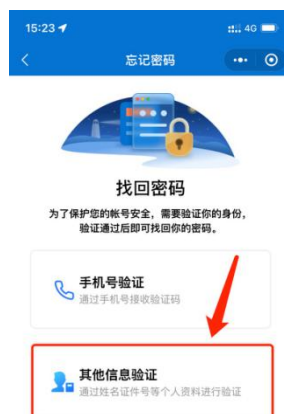 15:23
4G
忘记密码
找回密码
为了保护您的帐号安全，需要验证你的身份，
验证通过后即可找回你的密码。
手机号验证
通过手机号接收验证码
其他信息验证
通过姓名证件号等个人资料进行验证